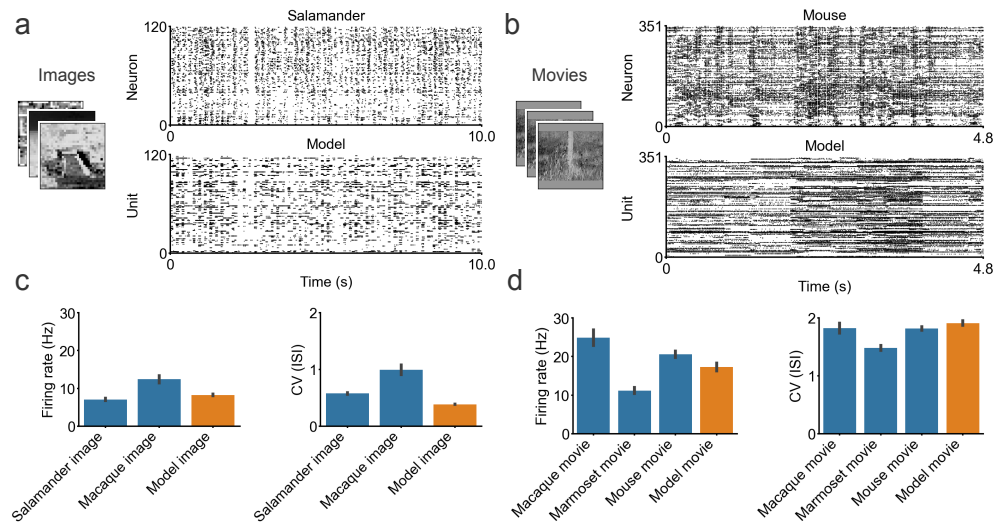 a
Images
Salamander
120
Neuron
0
0
10.0
Model
120
Unit
0
0
10.0
Time (s)
b
Movies
Mouse
351
Neuron
0
0
4.8
Model
351
Unit
0
0
4.8
Time (s)
c
Firing rate (Hz)
30
20
10
0
Salamander image
Macaque image
Model image
CV (ISI)
2
1
0
Salamander image
Macaque image
Model image
d
Firing rate (Hz)
30
20
10
0
Macaque movie
Marmoset movie
Mouse movie
Model movie
CV (ISI)
2
1
0
Macaque movie
Marmoset movie
Mouse movie
Model movie